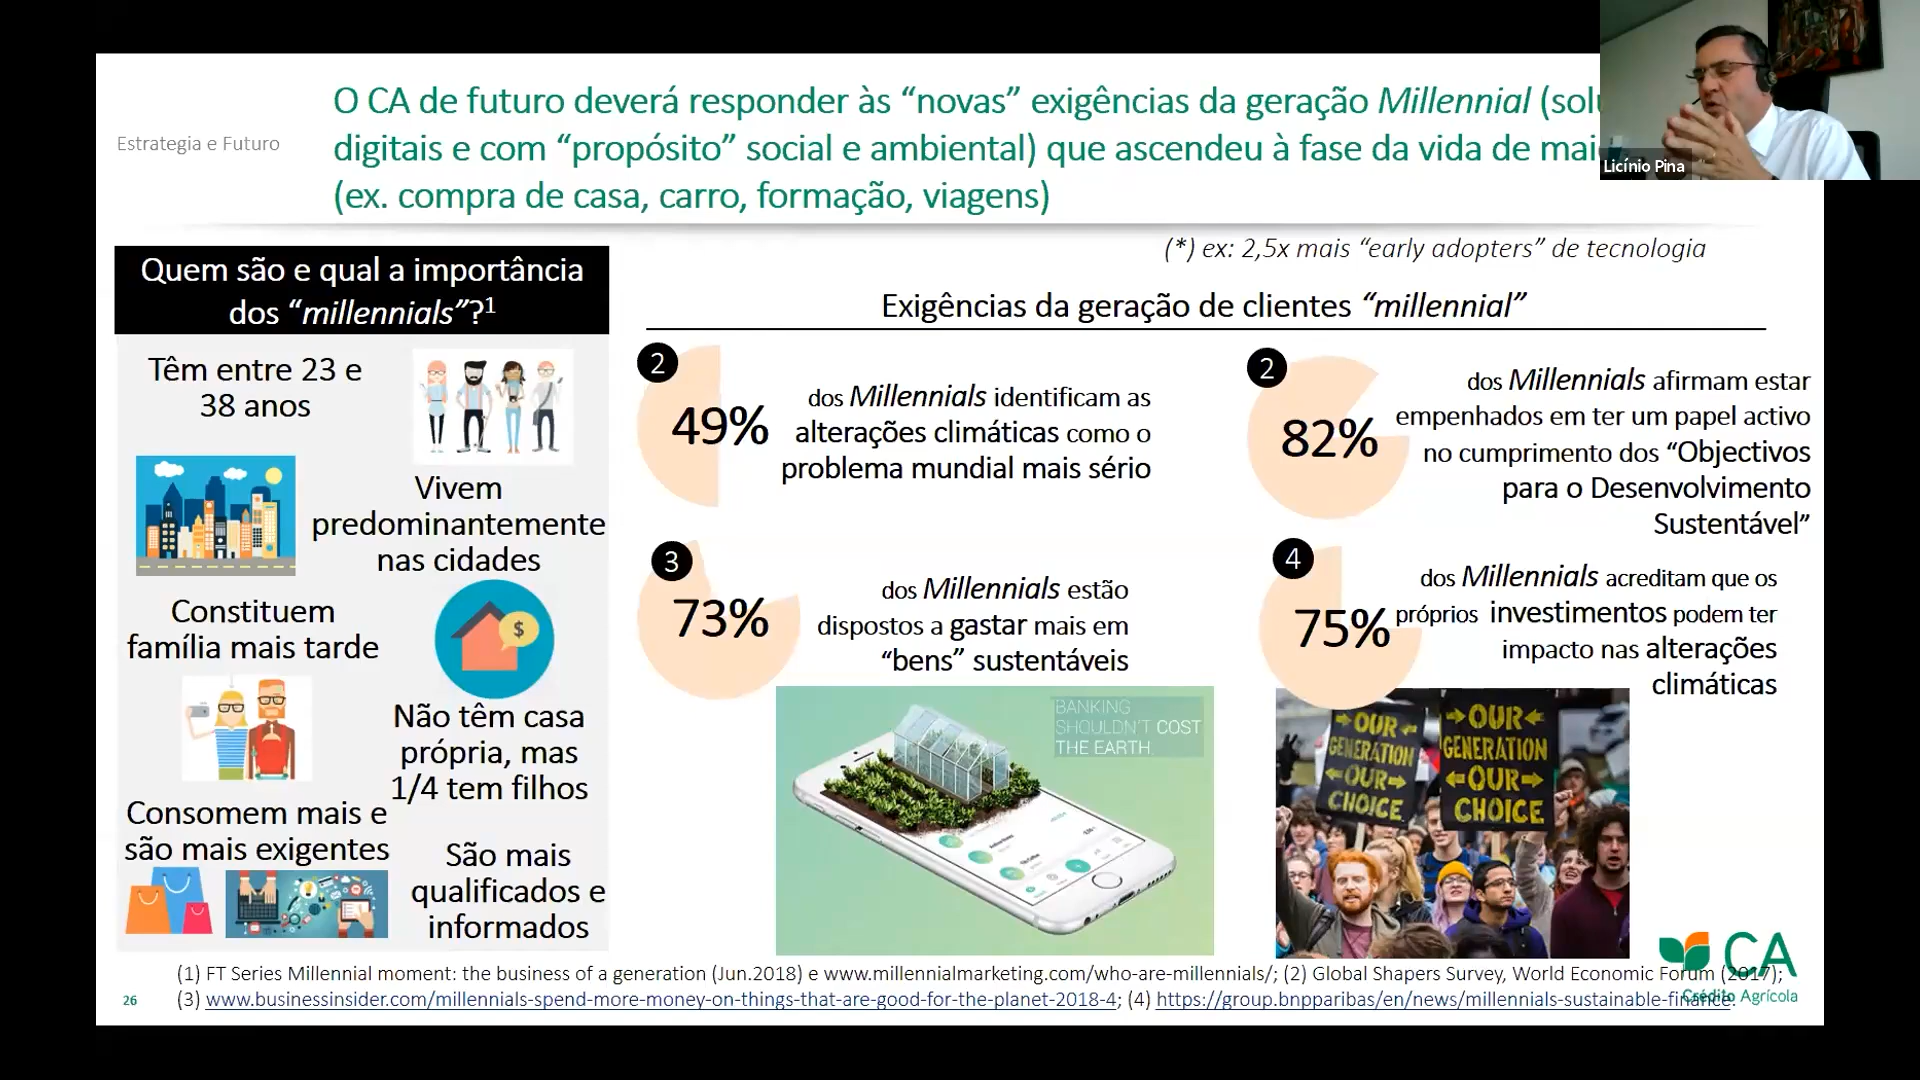 Estrategia e Futuro
O CA de futuro deverá responder às “novas” exigências da geração Millennial
digitais e com “propósito” social e ambiental) que ascendeu à fase da vida de
(ex. compra de casa, carro, formação, viagens)
Licínio Pina
(*) ex: 2,5x mais “early adopters” de tecnologia
Quem são e qual a importância
dos “millennials”?1
Têm entre 23 e
38 anos
Vivem
predominantemente
nas cidades
Constituem
família mais tarde
$
Não têm casa
própria, mas
1/4 tem filhos
Consomem mais e
são mais exigentes
São mais
qualificados e
informados
Exigências da geração de clientes “millennial”
2
49%
dos Millennials identificam as
alterações climáticas como o
problema mundial mais sério
2
82%
dos Millennials afirmam estar
empenhados em ter um papel activo
no cumprimento dos “Objectivos
para o Desenvolvimento
Sustentável”
3
73%
dos Millennials estão
dispostos a gastar mais em
“bens” sustentáveis
4
75%
dos Millennials acreditam que os
próprios investimentos podem ter
impacto nas alterações
climáticas
BANKING
SHOULDN'T COST
THE EARTH.
OUR
GENERATION
OUR
CHOICE
OUR
GENERATION
OUR
CHOICE
CA
Crédito Agrícola
(1) FT Series Millennial moment: the business of a generation (Jun.2018) e www.millennialmarketing.com/who-are-millennials/; (2) Global Shapers Survey, World Economic Forum (2017);
(3) www.businessinsider.com/millennials-spend-more-money-on-things-that-are-good-for-the-planet-2018-4; (4) https://group.bnpparibas/en/news/millennials-sustainable-finance.
26